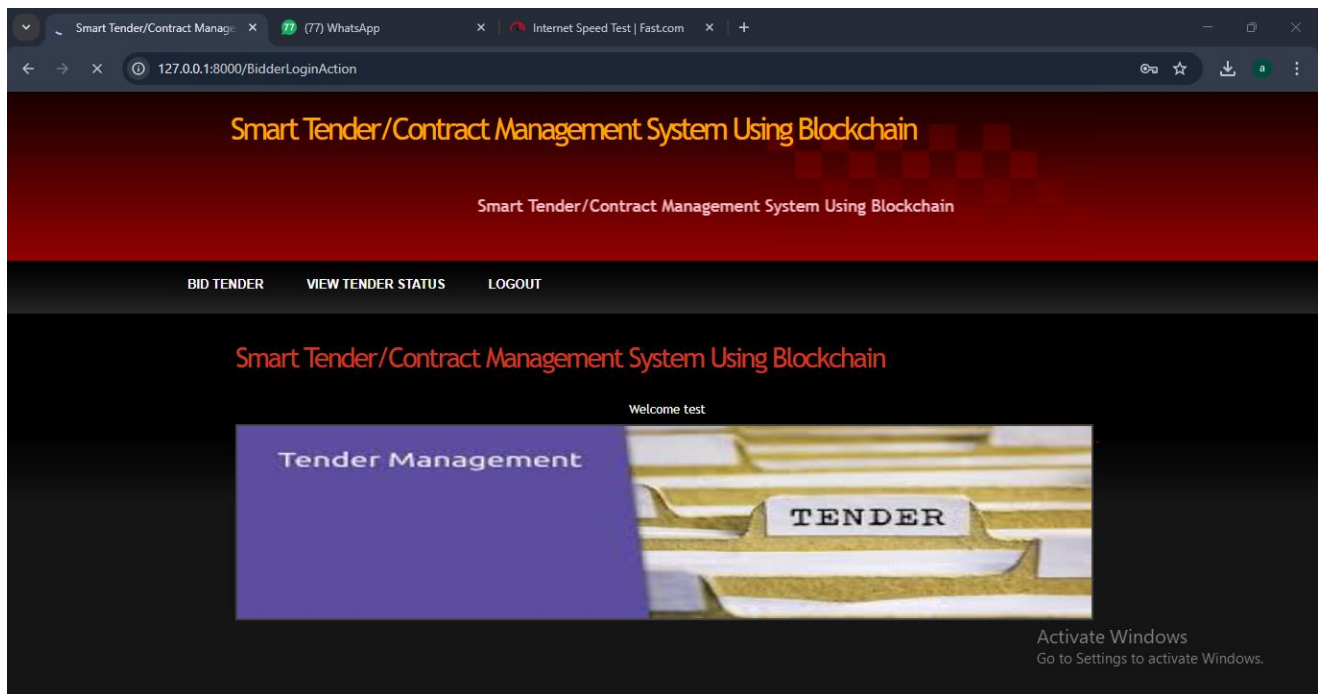 Smart Tender/Contract Manage
77 (77) WhatsApp
Internet Speed Test | Fast.com
127.0.0.1:8000/BidderLoginAction
a
Smart Tender/Contract Management System Using Blockchain
Smart Tender/Contract Management System Using Blockchain
BID TENDER VIEW TENDER STATUS LOGOUT
Smart Tender/Contract Management System Using Blockchain
Welcome test
Tender Management
TENDER
Activate Windows
Go to Settings to activate Windows.